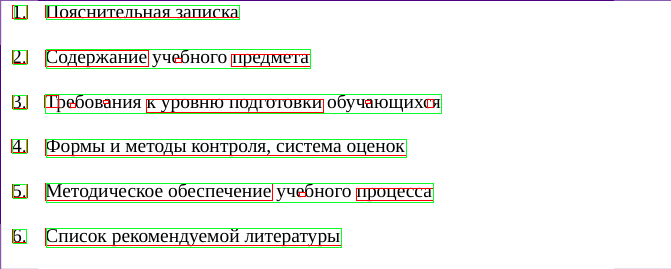 1. Пояснительная записка
2. Содержание учебного предмета
3. Требования к уровню подготовки обучающихся
4. Формы и методы контроля, система оценок
5. Методическое обеспечение учебного процесса
6. Список рекомендуемой литературы